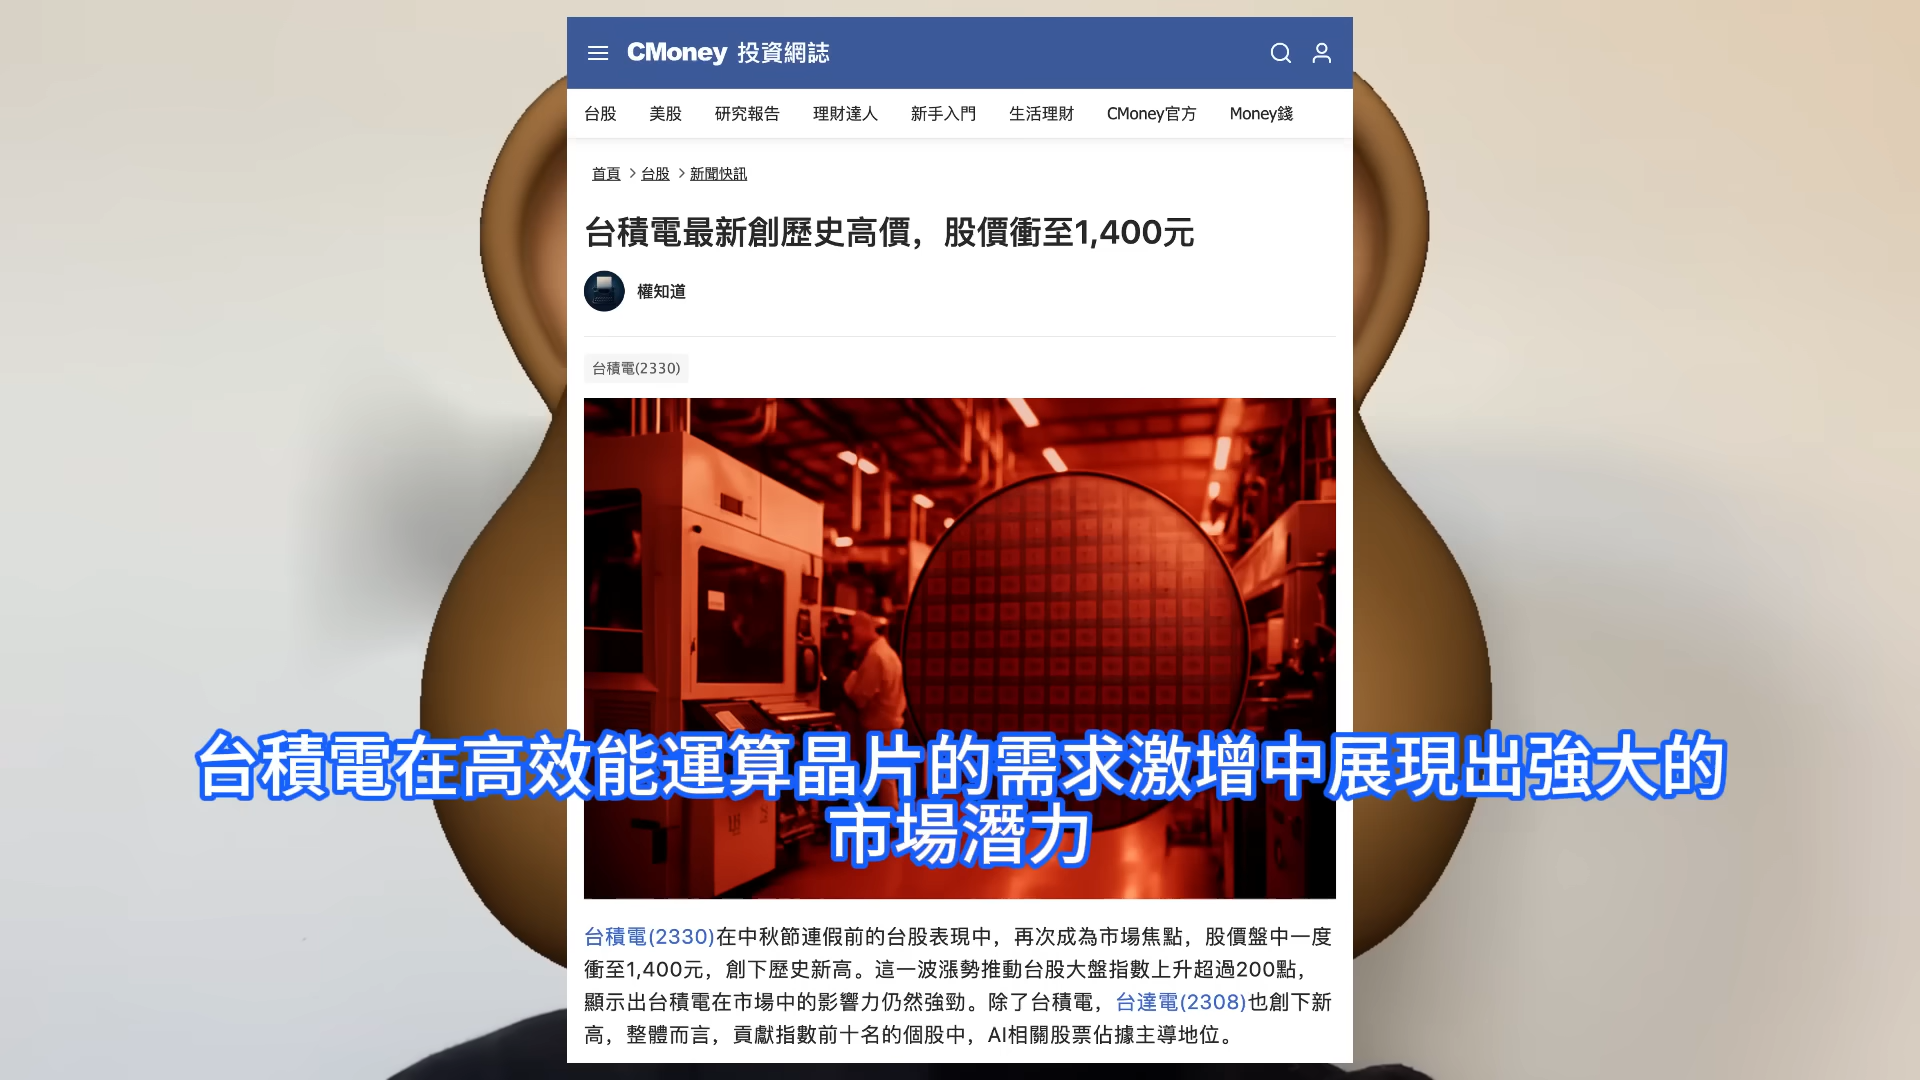 CMoney 投資網誌
台股 美股 研究報告 理財達人 新手入門 生活理財 CMoney官方 Money錢
首頁 > 台股 > 新聞快訊
台積電最新創歷史高價，股價衝至1,400元
權知道
台積電(2330)
台積電在高效能運算晶片的需求激增中展現出強大的
市場潛力
台積電(2330)在中秋節連假前的台股表現中，再次成為市場焦點，股價盤中一度
衝至1,400元，創下歷史新高。這一波漲勢推動台股大盤指數上升超過200點，
顯示出台積電在市場中的影響力仍然強勁。除了台積電，台達電(2308)也創下新
高，整體而言，貢獻指數前十名的個股中，AI相關股票佔據主導地位。